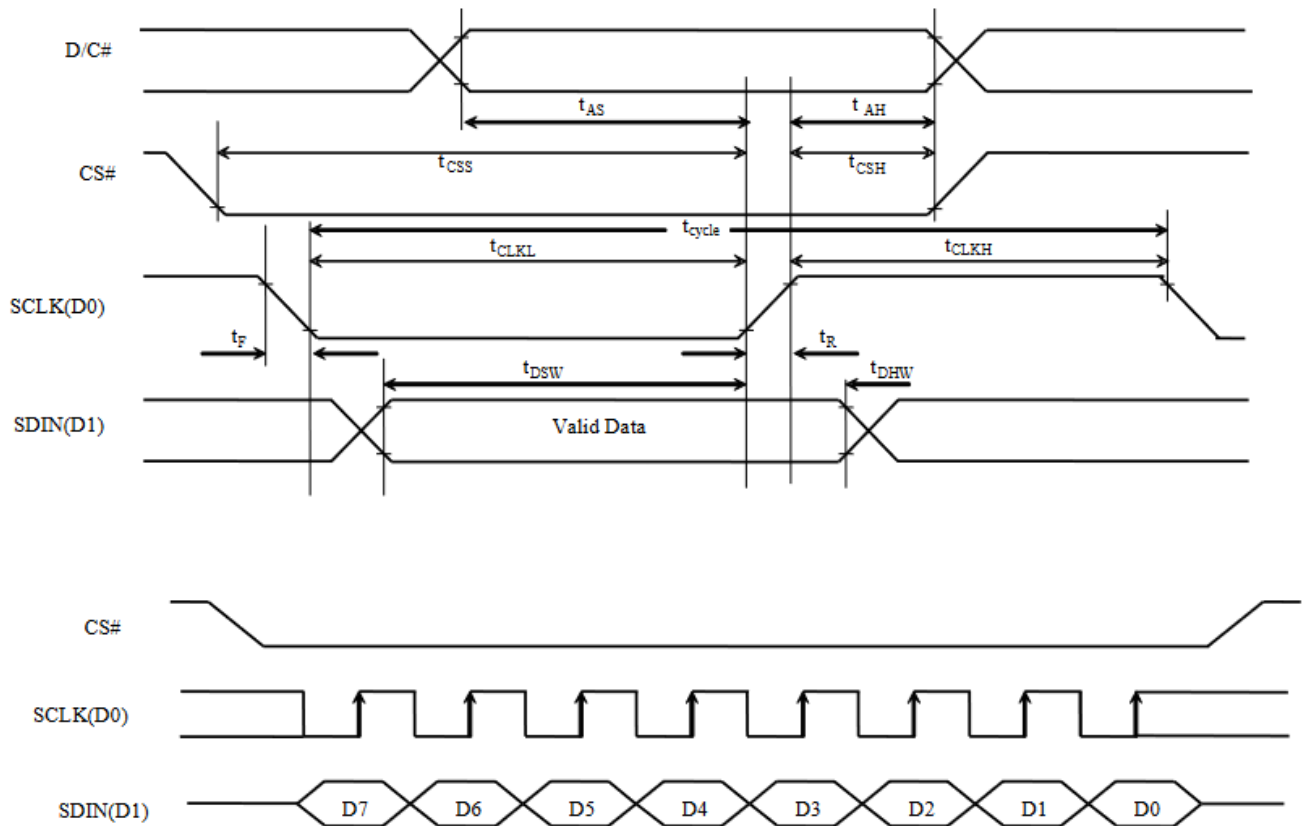 D/C#
tAS
t AH
CS#
tCSS
tCSH
tcycle
tCLKL
tCLKH
SCLK(D0)
tF
tR
tDSW
tDHW
SDIN(D1)
Valid Data
CS#
SCLK(D0)
SDIN(D1) D7 D6 D5 D4 D3 D2 D1 D0